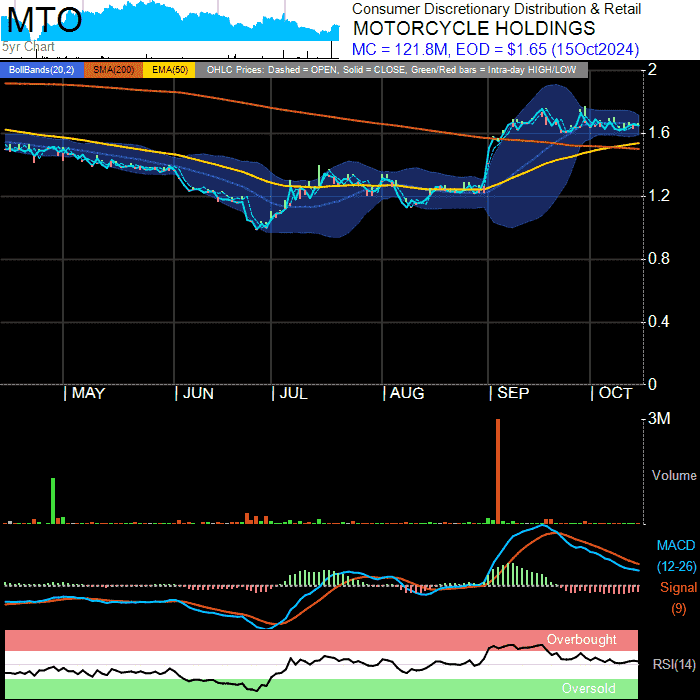 MTO
5yr Chart
Consumer Discretionary Distribution & Retail
MOTORCYCLE HOLDINGS
MC = 121.8M, EOD = $1.65 (15Oct2024)
BollBands(20,2) SMA(200) EMA(50) OHLC Prices: Dashed = OPEN, Solid = CLOSE, Green/Red bars = Intra-day HIGH/LOW
2
1.6
1.2
0.8
0.4
0
| MAY | JUN | JUL | AUG | SEP | OCT
3M
Volume
MACD
(12-26)
Signal
(9)
Overbought
RSI(14)
Oversold